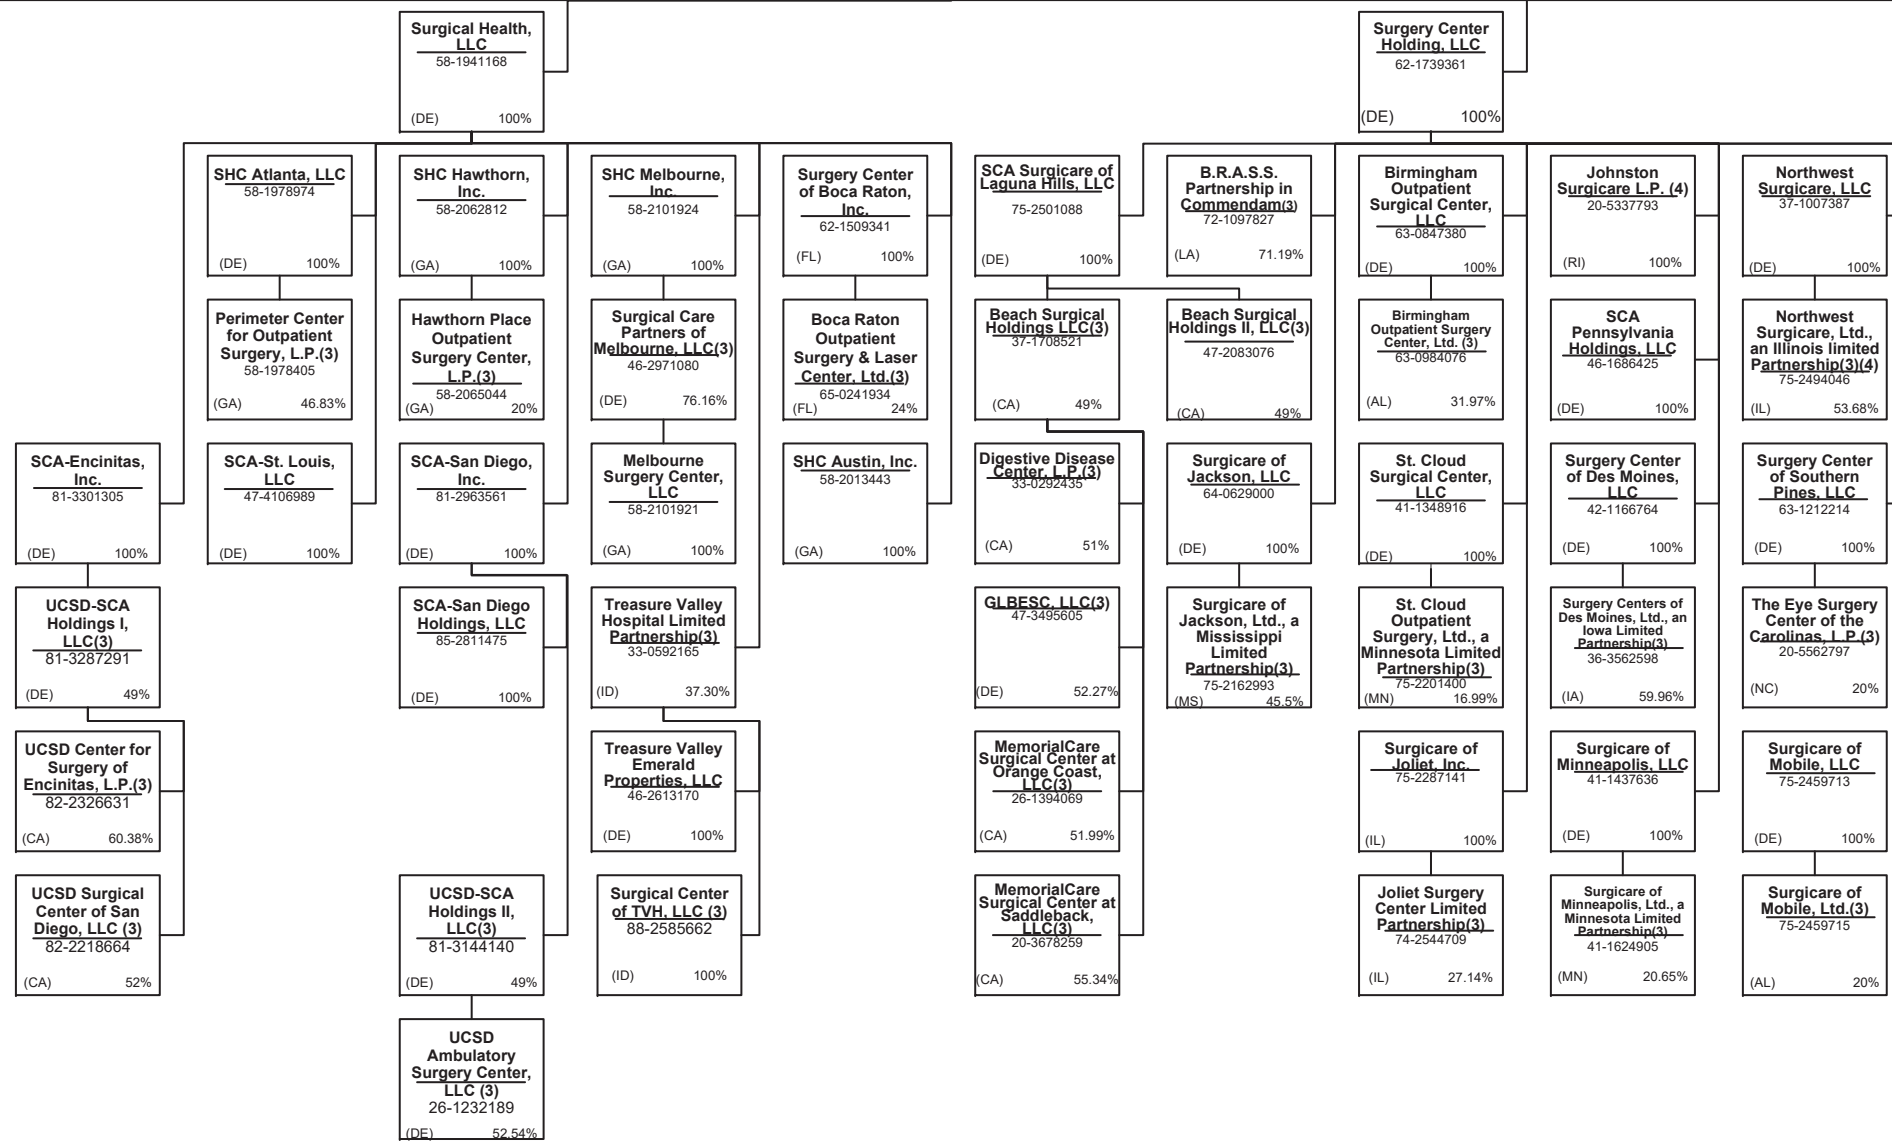 Surgical Health,
LLC
58-1941168
(DE) 100%
Surgery Center
Holding, LLC
62-1739361
(DE) 100%
SHC Atlanta, LLC
58-1978974
(DE) 100%
SHC Hawthorn,
Inc.
58-2062812
(GA) 100%
SHC Melbourne,
Inc.
58-2101924
(GA) 100%
Surgery Center
of Boca Raton,
Inc.
62-1509341
(FL) 100%
SCA Surgicare of
Laguna Hills, LLC
75-2501088
(DE) 100%
B.R.A.S.S.
Partnership in
Commendam(3)
72-1097827
(LA) 71.19%
Birmingham
Outpatient
Surgical Center,
LLC
63-0847380
(DE) 100%
Johnston
Surgicare L.P. (4)
20-5337793
(RI) 100%
Northwest
Surgicare, LLC
37-1007387
(DE) 100%
Perimeter Center
for Outpatient
Surgery, L.P.(3)
58-1978405
(GA) 46.83%
Hawthorn Place
Outpatient
Surgery Center,
L.P.(3)
58-2065044
(GA) 20%
Surgical Care
Partners of
Melbourne, LLC(3)
46-2971080
(DE) 76.16%
Boca Raton
Outpatient
Surgery & Laser
Center, Ltd.(3)
65-0241934
(FL) 24%
Beach Surgical
Holdings LLC(3)
37-1708521
(CA) 49%
Beach Surgical
Holdings II, LLC(3)
47-2083076
(CA) 49%
Birmingham
Outpatient Surgery
Center, Ltd. (3)
63-0984076
(AL) 31.97%
SCA
Pennsylvania
Holdings, LLC
46-1686425
(DE) 100%
Northwest
Surgicare, Ltd.,
an Illinois limited
Partnership(3)(4)
75-2494046
(IL) 53.68%
SCA-Encinitas,
Inc.
81-3301305
(DE) 100%
SCA-St. Louis,
LLC
47-4106989
(DE) 100%
SCA-San Diego,
Inc.
81-2963561
(DE) 100%
Melbourne
Surgery Center,
LLC
58-2101921
(GA) 100%
SHC Austin, Inc.
58-2013443
(GA) 100%
Digestive Disease
Center, L.P.(3)
33-0292435
(CA) 51%
Surgicare of
Jackson, LLC
64-0629000
(DE) 100%
St. Cloud
Surgical Center,
LLC
41-1348916
(DE) 100%
Surgery Center
of Des Moines,
LLC
42-1166764
(DE) 100%
Surgery Center
of Southern
Pines, LLC
63-1212214
(DE) 100%
UCSD-SCA
Holdings I,
LLC(3)
81-3287291
(DE) 49%
SCA-San Diego
Holdings, LLC
85-2811475
(DE) 100%
Treasure Valley
Hospital Limited
Partnership(3)
33-0592165
(ID) 37.30%
GLBESC, LLC(3)
47-3495605
(DE) 52.27%
Surgicare of
Jackson, Ltd., a
Mississippi
Limited
Partnership(3)
75-2162993
(MS) 45.5%
St. Cloud
Outpatient
Surgery, Ltd., a
Minnesota Limited
Partnership(3)
75-2201400
(MN) 16.99%
Surgery Centers of
Des Moines, Ltd., an
Iowa Limited
Partnership(3)
36-3562598
(IA) 59.96%
The Eye Surgery
Center of the
Carolinas, L.P.(3)
20-5562797
(NC) 20%
UCSD Center for
Surgery of
Encinitas, L.P.(3)
82-2326631
(CA) 60.38%
Treasure Valley
Emerald
Properties, LLC
46-2613170
(DE) 100%
MemorialCare
Surgical Center at
Orange Coast,
LLC(3)
26-1394069
(CA) 51.99%
Surgicare of
Joliet, Inc.
75-2287141
(IL) 100%
Surgicare of
Minneapolis, LLC
41-1437636
(DE) 100%
Surgicare of
Mobile, LLC
75-2459713
(DE) 100%
UCSD Surgical
Center of San
Diego, LLC (3)
82-2218664
(CA) 52%
UCSD-SCA
Holdings II,
LLC(3)
81-3144140
(DE) 49%
Surgical Center
of TVH, LLC (3)
88-2585662
(ID) 100%
MemorialCare
Surgical Center at
Saddleback,
LLC(3)
20-3678259
(CA) 55.34%
Joliet Surgery
Center Limited
Partnership(3)
74-2544709
(IL) 27.14%
Surgicare of
Minneapolis, Ltd., a
Minnesota Limited
Partnership(3)
41-1624905
(MN) 20.65%
Surgicare of
Mobile, Ltd.(3)
75-2459715
(AL) 20%
UCSD
Ambulatory
Surgery Center,
LLC (3)
26-1232189
(DE) 52.54%